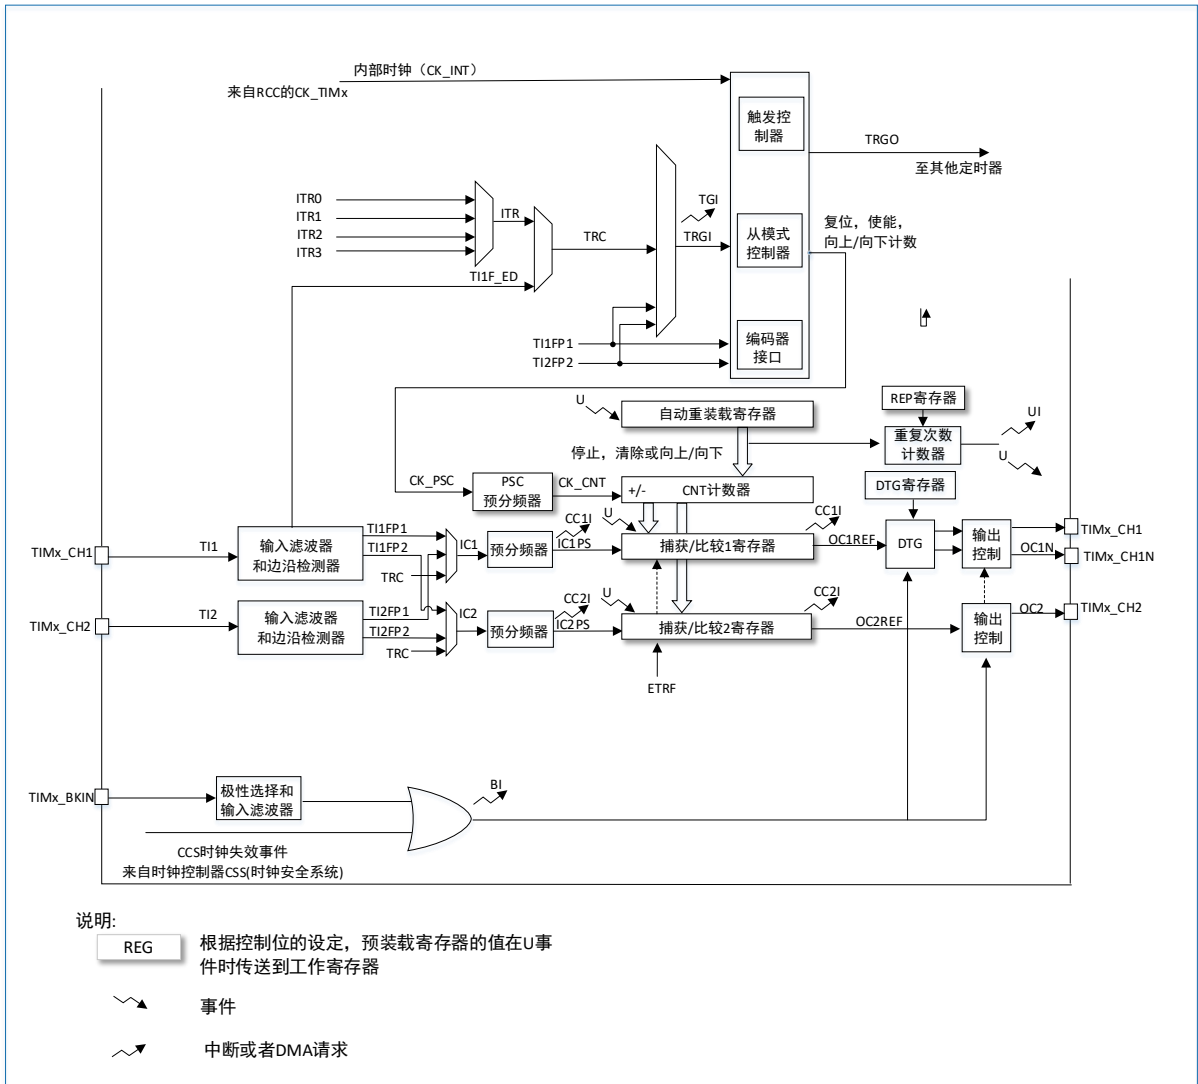 内部时钟（CK_INT）
来自RCC的CK_TIMx
触发控
制器
TRGO
至其他定时器
ITR0
ITR1
ITR2
ITR3
ITR
TRC
TGI
TRGI
从模式
控制器
复位，使能，
向上/向下计数
TI1F_ED
TI1FP1
TI2FP2
编码器
接口
U
自动重装载寄存器
REP寄存器
UI
重复次数
计数器
U
停止，清除或向上/向下
CK_PSC
PSC
预分频器
CK_CNT
+/-
CNT计数器
DTG寄存器
TIMx_CH1
TI1
输入滤波器
和边沿检测器
TI1FP1
TI1FP2
TRC
IC1
预分频器
CC1I
IC1PS
U
捕获/比较1寄存器
CC1I
OC1REF
DTG
输出
控制
OC1N
TIMx_CH1
TIMx_CH1N
TIMx_CH2
TI2
输入滤波器
和边沿检测器
TI2FP1
TI2FP2
TRC
IC2
预分频器
CC2I
IC2PS
U
捕获/比较2寄存器
CC2I
OC2REF
输出
控制
OC2
TIMx_CH2
ETRF
TIMx_BKIN
极性选择和
输入滤波器
BI
CCS时钟失效事件
来自时钟控制器CSS(时钟安全系统)
说明:
REG
根据控制位的设定，预装载寄存器的值在U事
件时传送到工作寄存器
事件
中断或者DMA请求